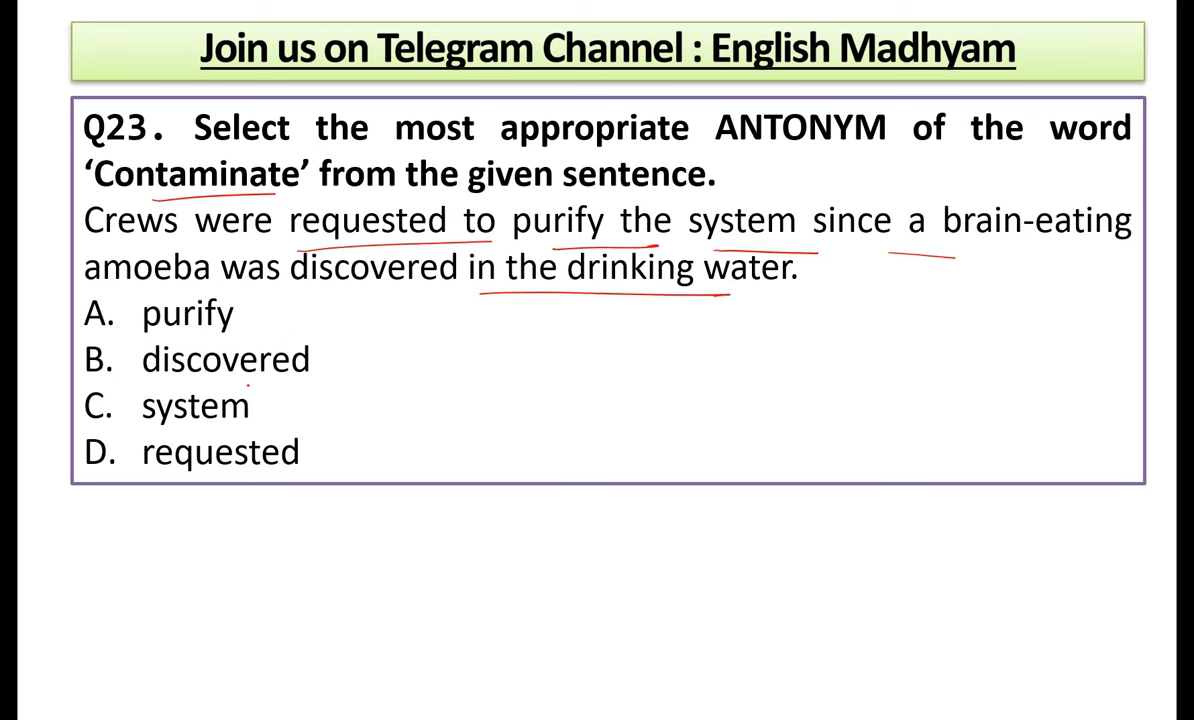 Join us on Telegram Channel : English Madhyam
Q23. Select the most appropriate ANTONYM of the word
‘Contaminate’ from the given sentence.
Crews were requested to purify the system since a brain-eating
amoeba was discovered in the drinking water.
A. purify
B. discovered
C. system
D. requested